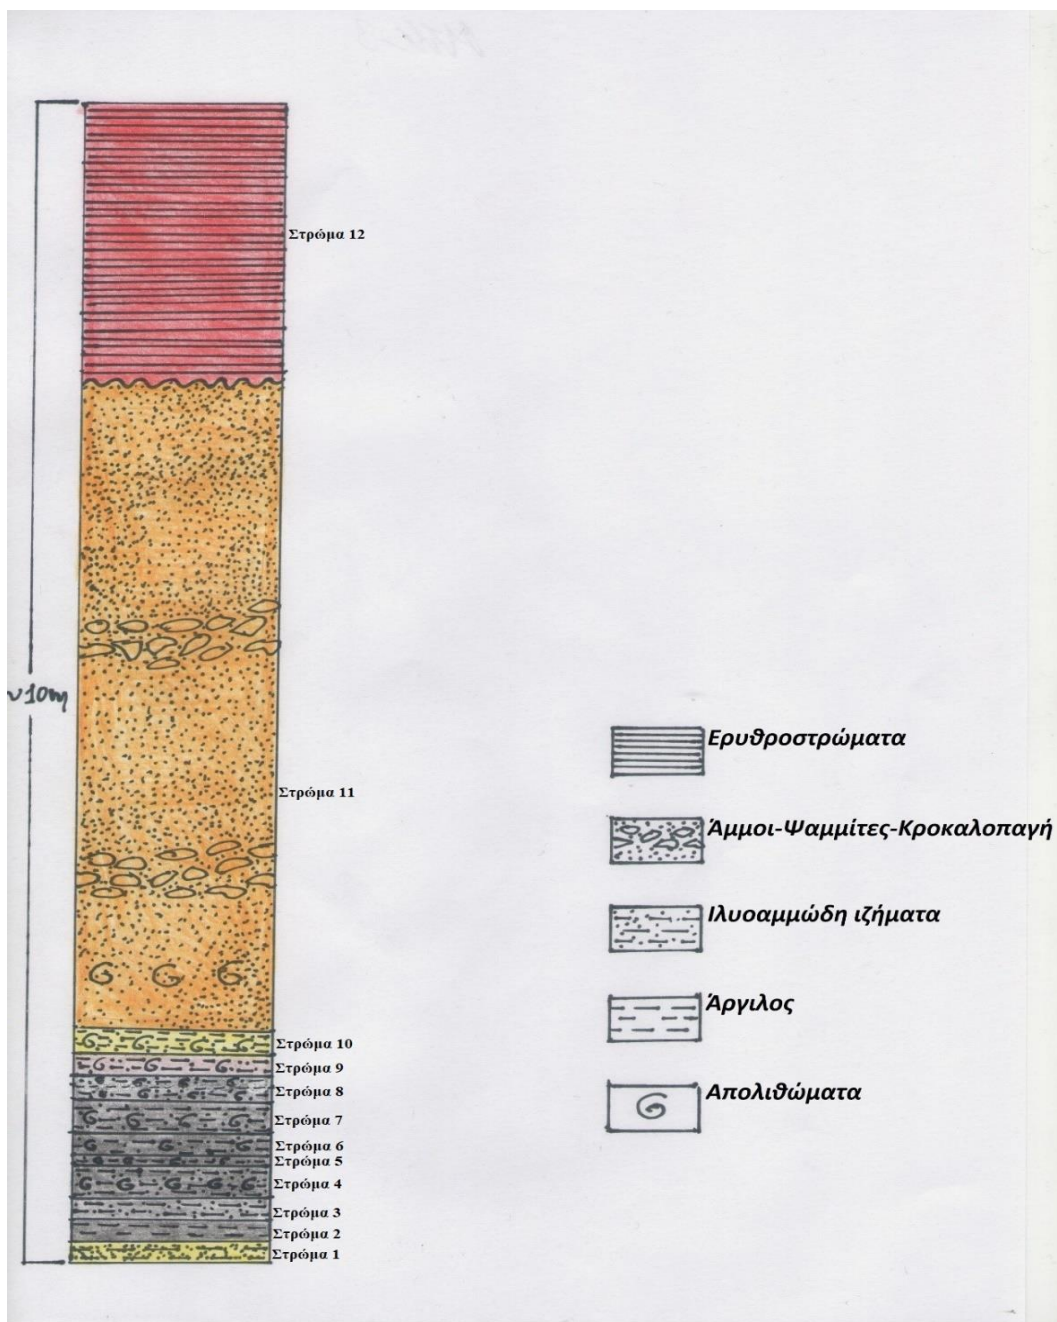 Στρώμα 12
~10m
Στρώμα 11
Στρώμα 10
Στρώμα 9
Στρώμα 8
Στρώμα 7
Στρώμα 6
Στρώμα 5
Στρώμα 4
Στρώμα 3
Στρώμα 2
Στρώμα 1
Ερυθροστρώματα
Άμμοι-Ψαμμίτες-Κροκαλοπαγή
Ιλυοαμμώδη ιζήματα
Άργιλος
Απολιθώματα